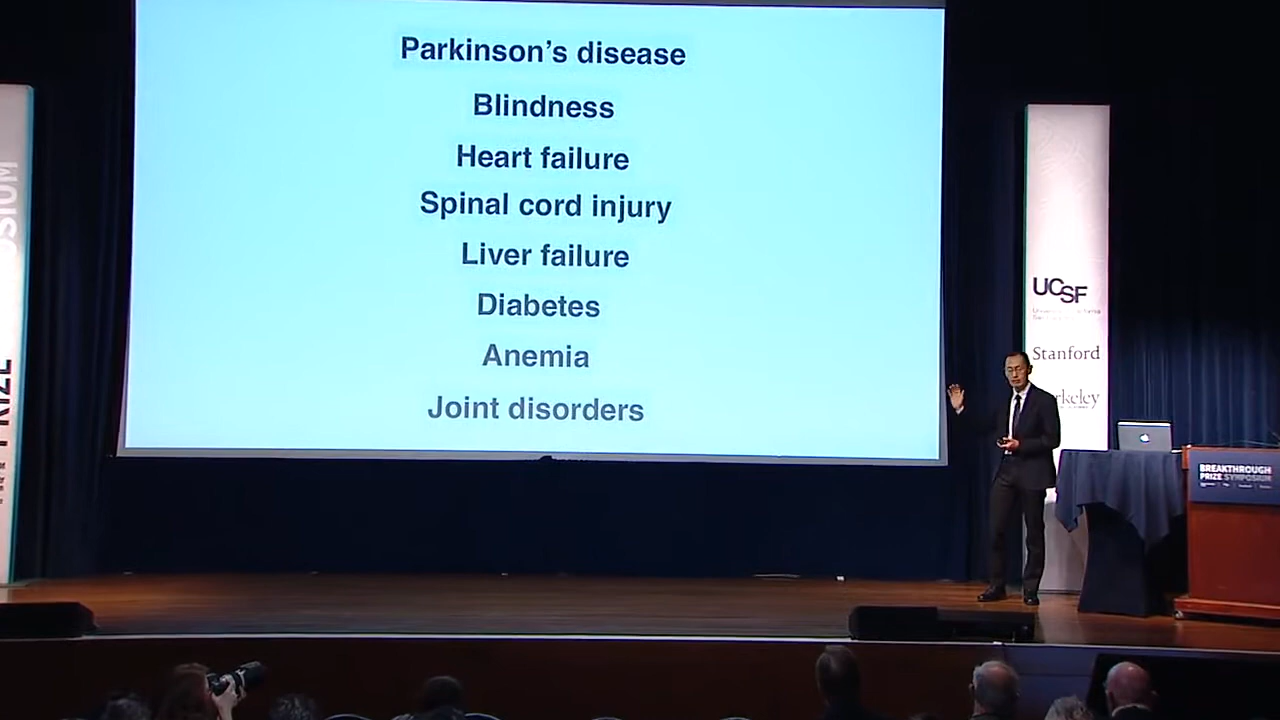 Parkinson’s disease
Blindness
Heart failure
Spinal cord injury
Liver failure
Diabetes
Anemia
Joint disorders
UCSF
Stanford
BREAKTHROUGH
PRIZE SYMPOSIUM